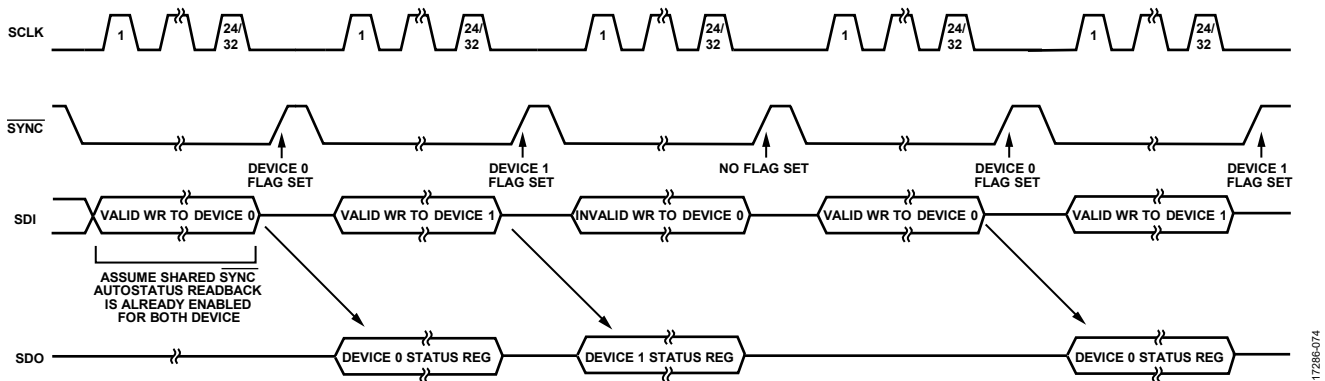 SCLK
1
24/
32
1
24/
32
1
24/
32
1
24/
32
1
24/
32
SYNC
DEVICE 0
FLAG SET
DEVICE 1
FLAG SET
NO FLAG SET
DEVICE 0
FLAG SET
DEVICE 1
FLAG SET
SDI
VALID WR TO DEVICE 0
VALID WR TO DEVICE 1
INVALID WR TO DEVICE 0
VALID WR TO DEVICE 0
VALID WR TO DEVICE 1
ASSUME SHARED SYNC
AUTOSTATUS READBACK
IS ALREADY ENABLED
FOR BOTH DEVICE
SDO
DEVICE 0 STATUS REG
DEVICE 1 STATUS REG
DEVICE 0 STATUS REG
17286-074